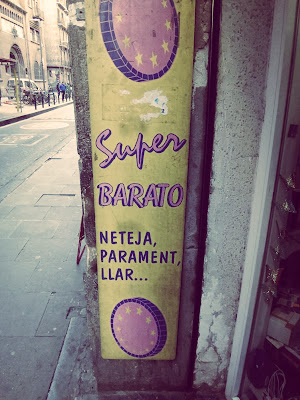 Super
BARATO
NETEJA,
PARAMENT,
LLAR...